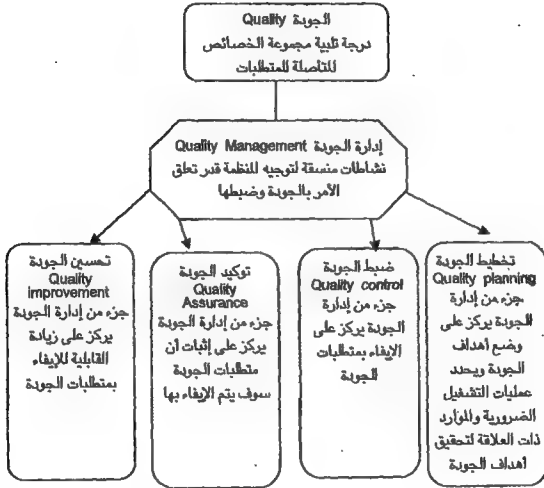 الجودة Quality
درجة تلبية مجموعة الخصائص
المتأصلة للمتطلبات
إدارة الجودة Quality Management
نشاطات منسقة لتوجيه المنظمة قدر تعلق
الأمر بالجودة وضبطها
تخطيط الجودة
Quality planning
جزء من إدارة
الجودة يركز على
وضع أهداف
الجودة ويحدد
عمليات التشغيل
الضرورية والموارد
ذات العلاقة لتحقيق
أهداف الجودة
ضبط الجودة
Quality control
جزء من إدارة
الجودة يركز على
الإيفاء بمتطلبات
الجودة
توكيد الجودة
Quality
Assurance
جزء من إدارة الجودة
يركز على إثبات أن
متطلبات الجودة
سوف يتم الإيفاء بها
تحسين الجودة
Quality
improvement
جزء من إدارة الجودة
يركز على زيادة
القابلية للإيفاء
بمتطلبات الجودة